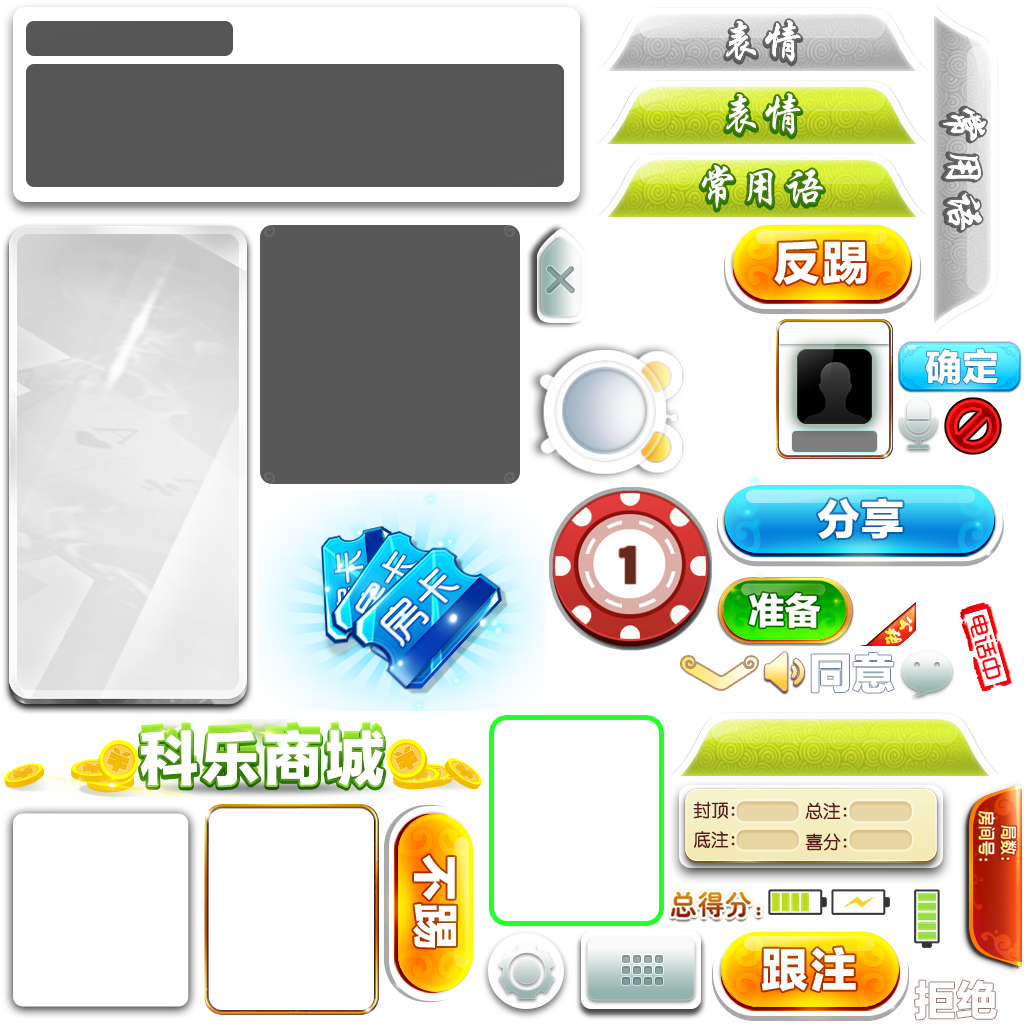 表情
表情
常用语
常用语
反踢
确定
房卡
房卡
房卡
1
分享
准备
同意
电话中
科乐商城
封顶:
总注:
底注:
喜分:
局数:
房间号:
不踢
总得分:
跟注
拒绝